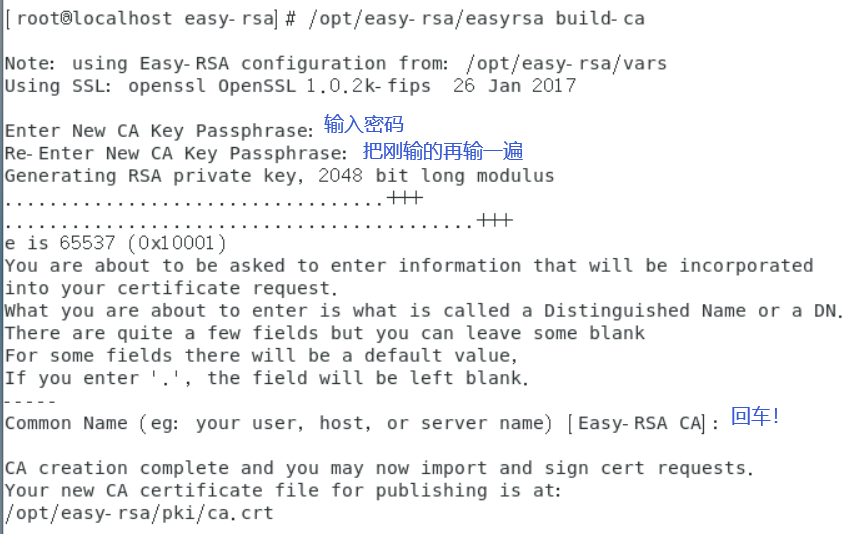 [root@localhost easy-rsa]# /opt/easy-rsa/easyrsa build-ca
Note: using Easy-RSA configuration from: /opt/easy-rsa/vars
Using SSL: openssl OpenSSL 1.0.2k-fips  26 Jan 2017
Enter New CA Key Passphrase: 输入密码
Re-Enter New CA Key Passphrase: 把刚输的再输一遍
Generating RSA private key, 2048 bit long modulus
..................................+++
..........................................+++
e is 65537 (0x10001)
You are about to be asked to enter information that will be incorporated
into your certificate request.
What you are about to enter is what is called a Distinguished Name or a DN.
There are quite a few fields but you can leave some blank
For some fields there will be a default value,
If you enter '.', the field will be left blank.
-----
Common Name (eg: your user, host, or server name) [Easy-RSA CA]: 回车!
CA creation complete and you may now import and sign cert requests.
Your new CA certificate file for publishing is at:
/opt/easy-rsa/pki/ca.crt